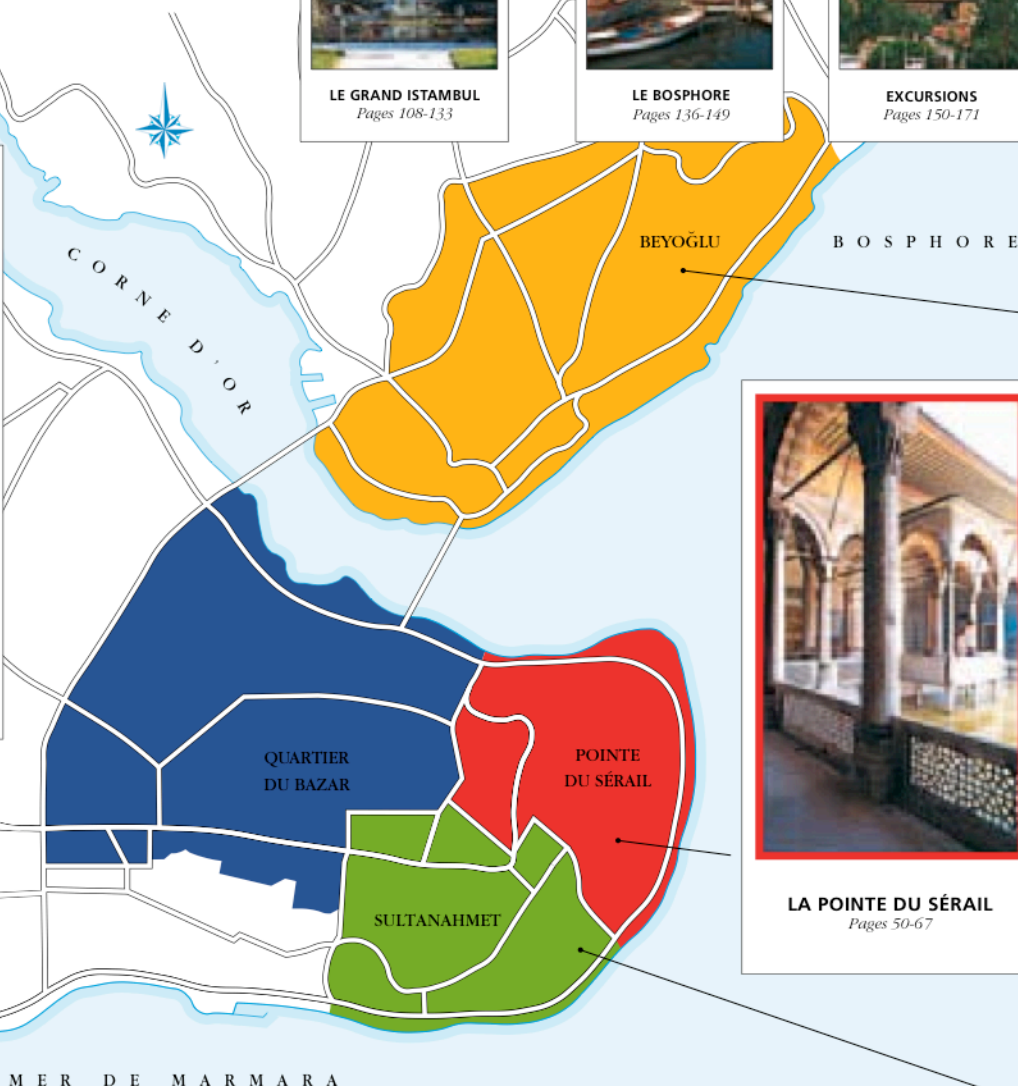 LE GRAND ISTAMBUL
Pages 108-133
LE BOSPHORE
Pages 136-149
EXCURSIONS
Pages 150-171
BEYOĞLU
BOSPHORE
CORNE D'OR
QUARTIER
DU BAZAR
POINTE
DU SÉRAIL
SULTANAHMET
LA POINTE DU SÉRAIL
Pages 50-67
MER DE MARMARA